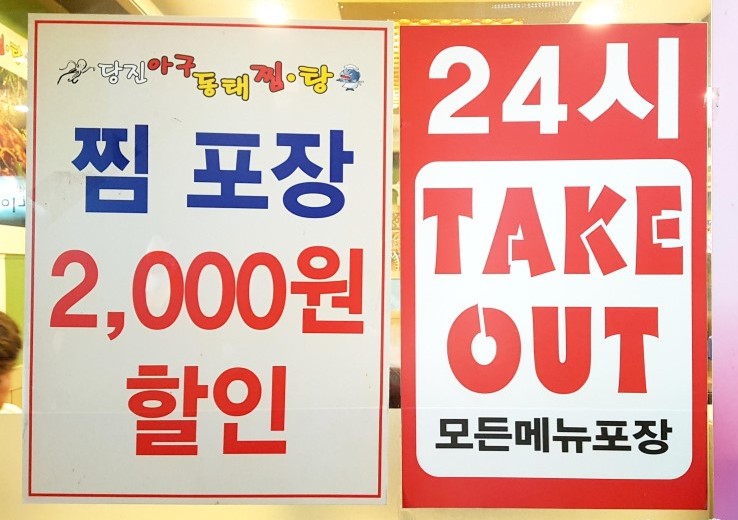 당진아구동태찜·탕
찜 포장
2,000원
할인
24시
TAKE
OUT
모든메뉴포장